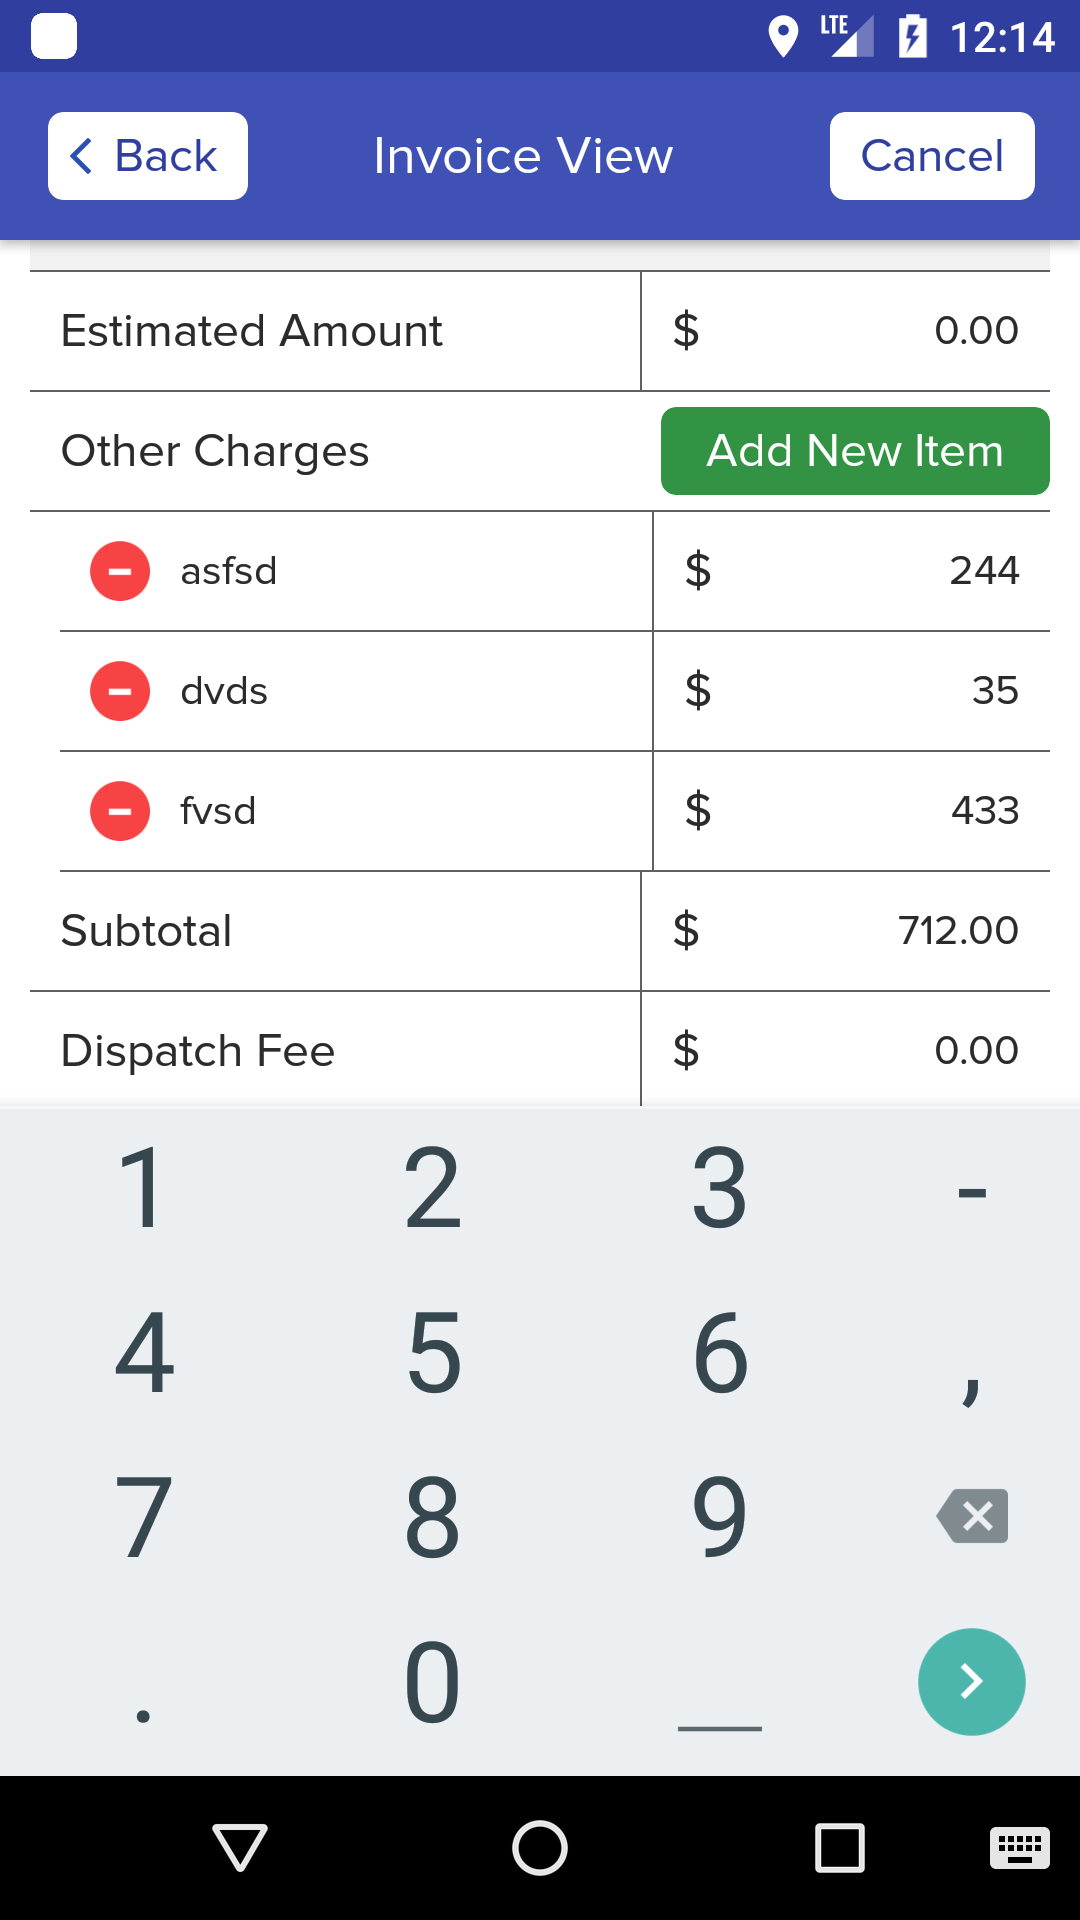 LTE 12:14
Back Invoice View Cancel
Estimated Amount $ 0.00
Other Charges Add New Item
asfsd $ 244
dvds $ 35
fvsd $ 433
Subtotal $ 712.00
Dispatch Fee $ 0.00
1 2 3 -
4 5 6 ,
7 8 9
. 0 _